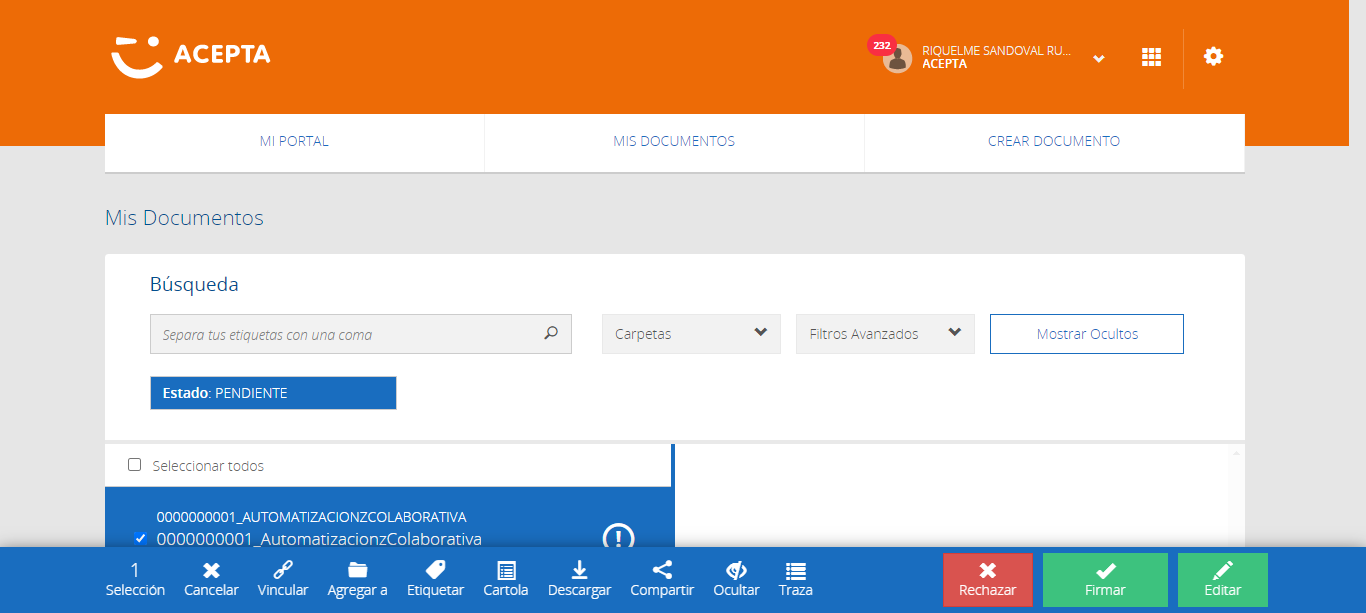 ACEPTA
232
RIQUELME SANDOVAL RU...
ACEPTA
MI PORTAL
MIS DOCUMENTOS
CREAR DOCUMENTO
Mis Documentos
Búsqueda
Separa tus etiquetas con una coma
Carpetas
Filtros Avanzados
Mostrar Ocultos
Estado: PENDIENTE
Seleccionar todos
0000000001_AUTOMATIZACIONZCOLABORATIVA
0000000001_AutomatizacionzColaborativa
1
Selección
Cancelar
Vincular
Agregar a
Etiquetar
Cartola
Descargar
Compartir
Ocultar
Traza
Rechazar
Firmar
Editar